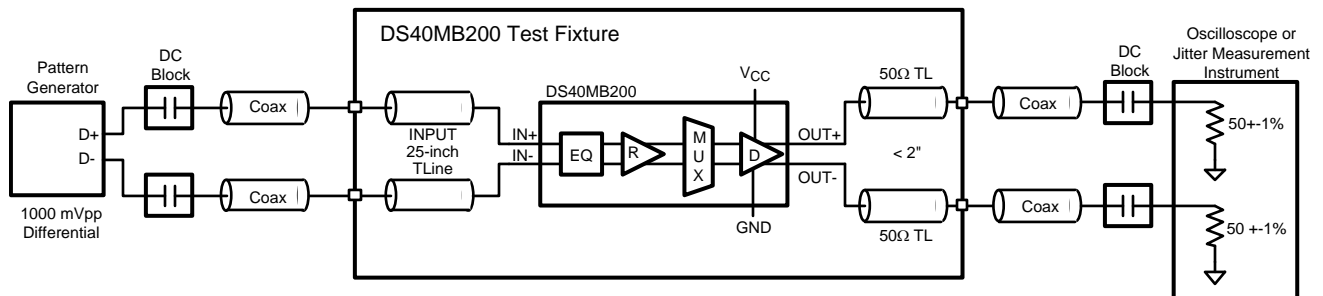 DS40MB200 Test Fixture
Pattern
Generator
D+
D-
1000 mVpp
Differential
DC
Block
Coax
Coax
INPUT
25-inch
TLine
DS40MB200
IN+
IN-
EQ
R
M
U
X
D
VCC
GND
OUT+
OUT-
50Ω TL
< 2"
50Ω TL
Coax
Coax
DC
Block
Oscilloscope or
Jitter Measurement
Instrument
50+-1%
50 +-1%